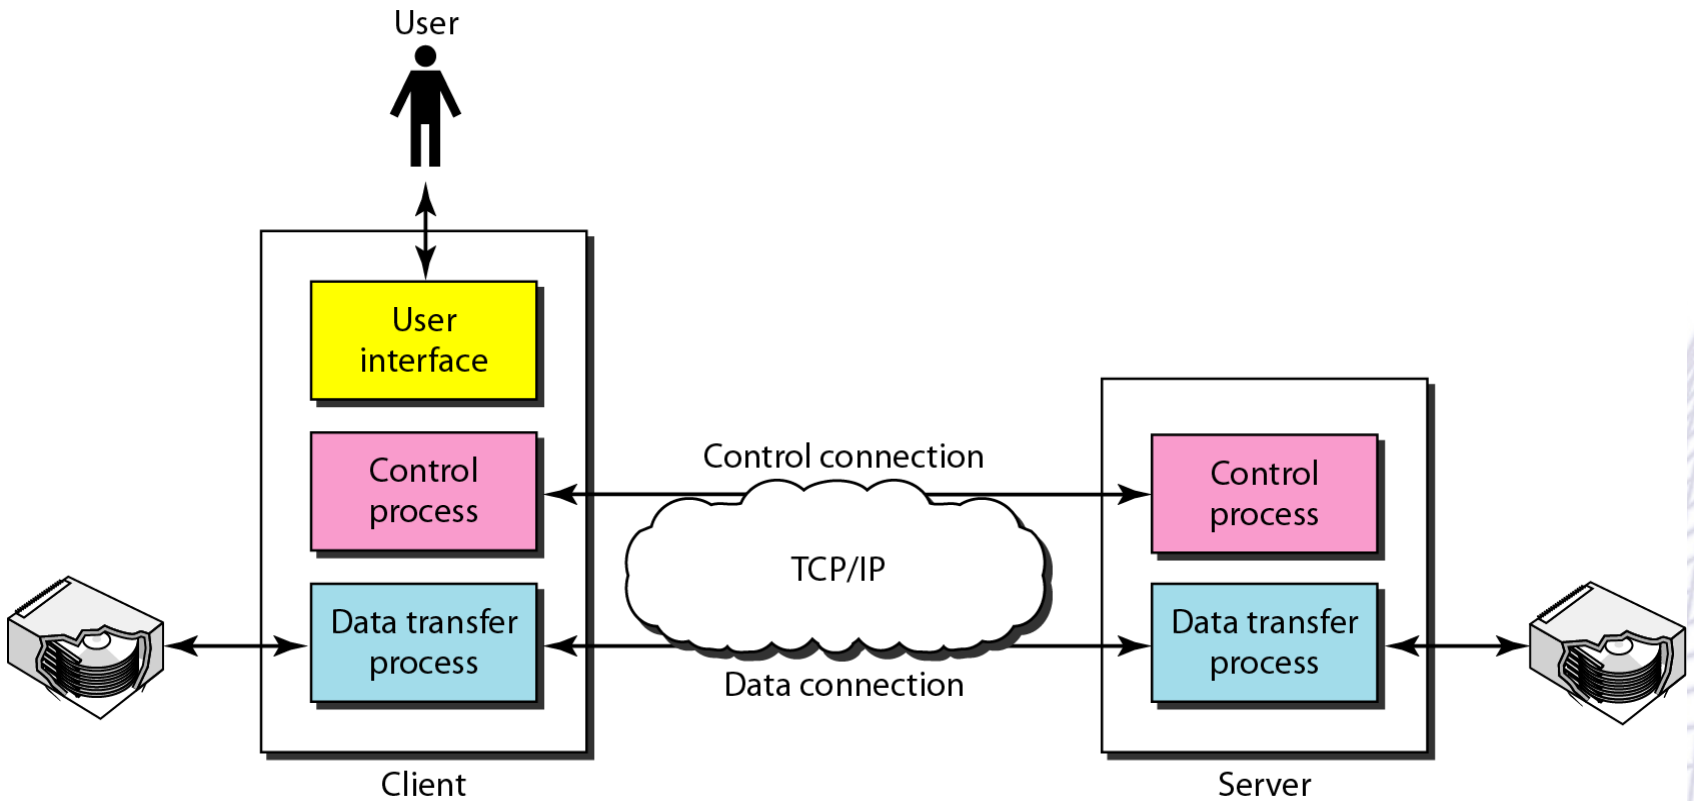 User
User
interface
Control
process
Data transfer
process
Client
Control connection
TCP/IP
Data connection
Control
process
Data transfer
process
Server